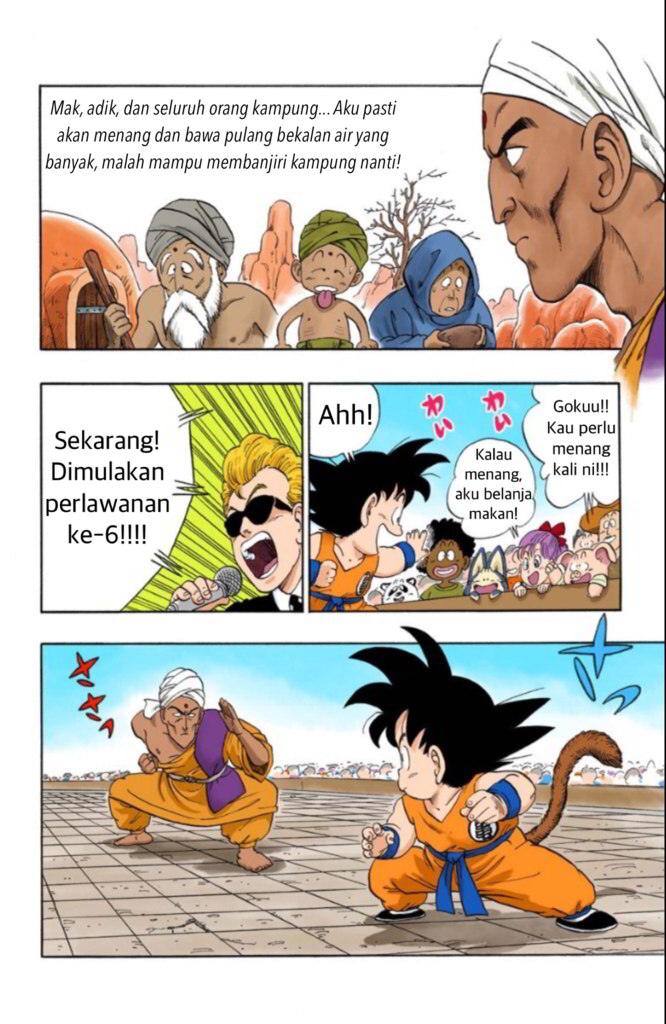 Mak, adik, dan seluruh orang kampung... Aku pasti
akan menang dan bawa pulang bekalan air yang
banyak, malah mampu membanjiri kampung nanti!
Sekarang!
Dimulakan
perlawanan
ke-6!!!!
Ahh!
わい
わい
Kalau
menang,
aku belanja
makan!
Gokuu!!
Kau perlu
menang
kali ni!!!